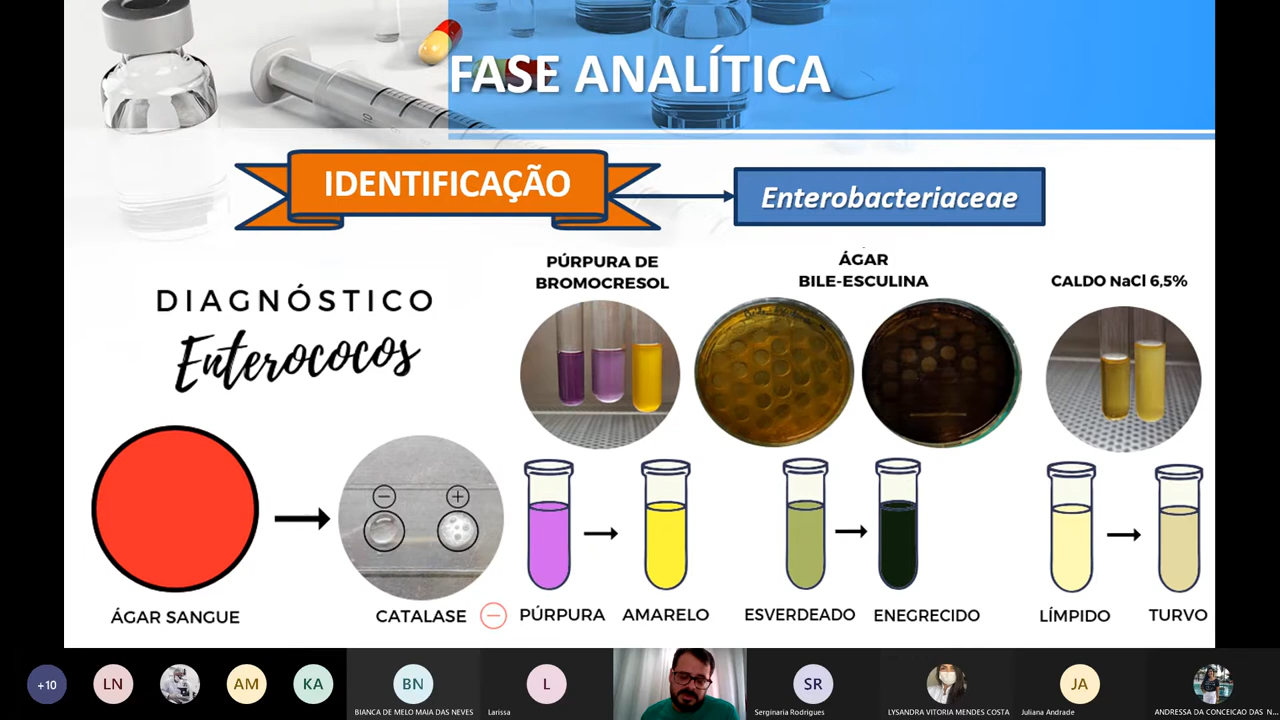 FASE ANALÍTICA
IDENTIFICAÇÃO
Enterobacteriaceae
DIAGNÓSTICO
Enterococos
PÚRPURA DE
BROMOCRESOL
ÁGAR
BILE-ESCULINA
CALDO NaCl 6,5%
ÁGAR SANGUE
CATALASE
PÚRPURA
AMARELO
ESVERDEADO
ENEGRECIDO
LÍMPIDO
TURVO
+10
LN
AM
KA
BN
BIANCA DE MELO MAIA DAS NEVES
L
Larissa
SR
Serginaria Rodrigues
LYSANDRA VITORIA MENDES COSTA
JA
Juliana Andrade
ANDRESSA DA CONCEICAO DAS N...